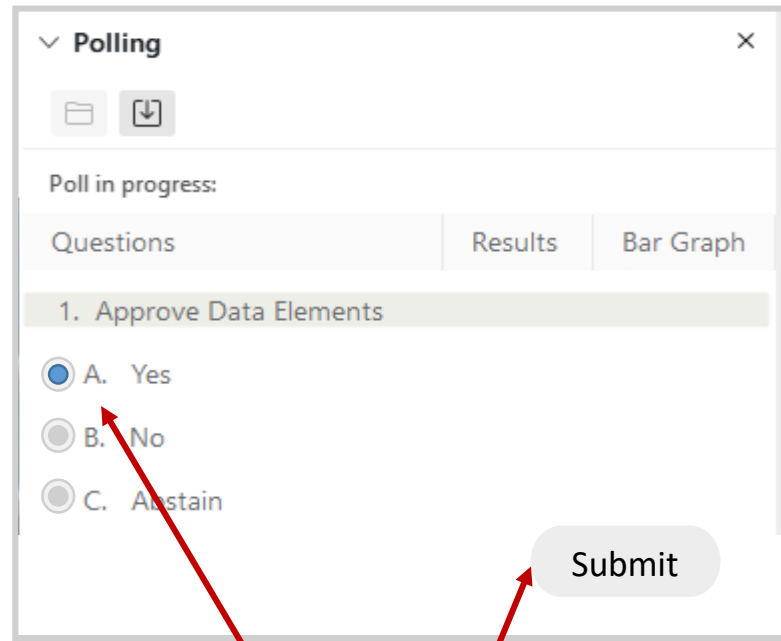 Polling
Poll in progress:
Questions Results Bar Graph
1. Approve Data Elements
A. Yes
B. No
C. Abstain
Submit